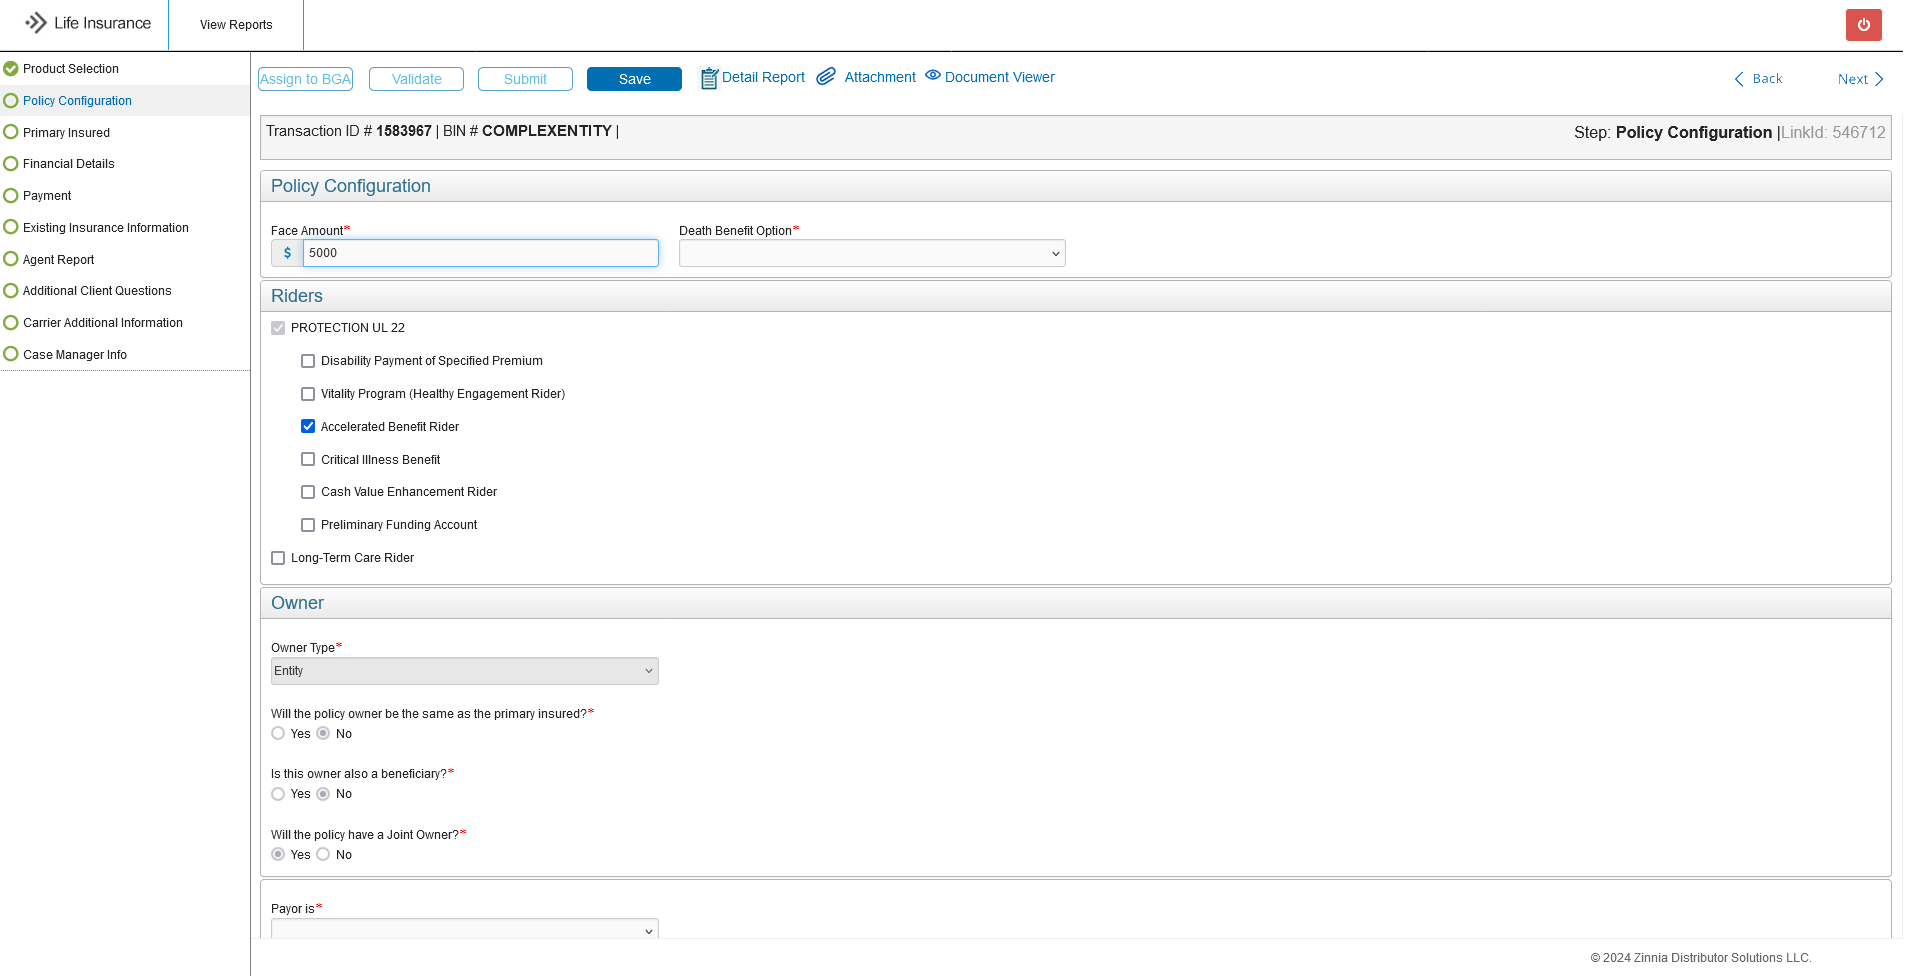 Life Insurance
View Reports
Product Selection
Policy Configuration
Primary Insured
Financial Details
Payment
Existing Insurance Information
Agent Report
Additional Client Questions
Carrier Additional Information
Case Manager Info
Assign to BGA
Validate
Submit
Save
Detail Report
Attachment
Document Viewer
Back
Next
Transaction ID # 1583967 | BIN # COMPLEXENTITY |
Step: Policy Configuration |LinkId: 546712
Policy Configuration
Face Amount*
$ 5000
Death Benefit Option*
Riders
PROTECTION UL 22
Disability Payment of Specified Premium
Vitality Program (Healthy Engagement Rider)
Accelerated Benefit Rider
Critical Illness Benefit
Cash Value Enhancement Rider
Preliminary Funding Account
Long-Term Care Rider
Owner
Owner Type*
Entity
Will the policy owner be the same as the primary insured?*
Yes No
Is this owner also a beneficiary?*
Yes No
Will the policy have a Joint Owner?*
Yes No
Payor is*
© 2024 Zinnia Distributor Solutions LLC.